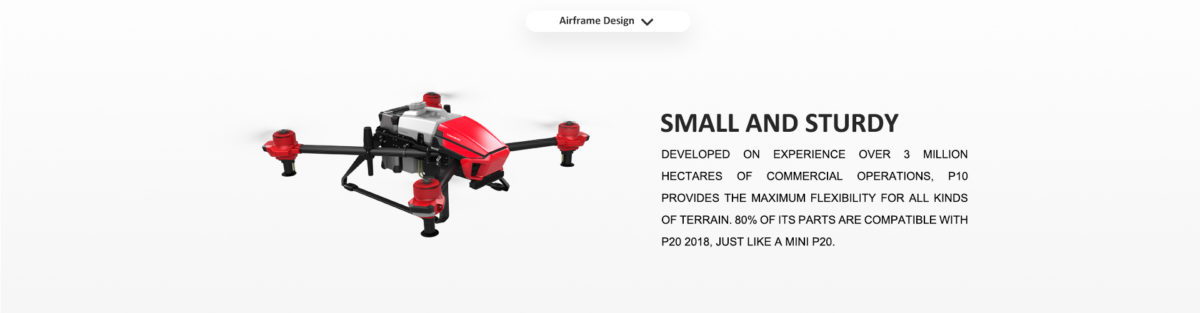 Airframe Design
SMALL AND STURDY
DEVELOPED ON EXPERIENCE OVER 3 MILLION
HECTARES OF COMMERCIAL OPERATIONS, P10
PROVIDES THE MAXIMUM FLEXIBILITY FOR ALL KINDS
OF TERRAIN. 80% OF ITS PARTS ARE COMPATIBLE WITH
P20 2018, JUST LIKE A MINI P20.